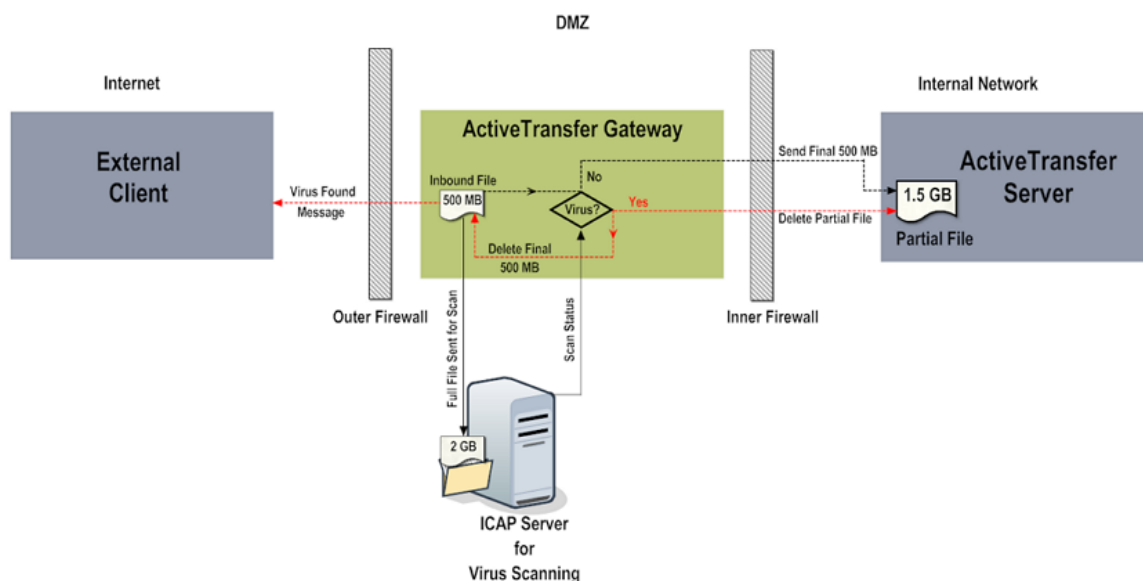 DMZ
Internet
Internal Network
External
Client
ActiveTransfer Gateway
ActiveTransfer
Server
Inbound File
500 MB
No
Virus?
Yes
Delete Final
500 MB
Virus Found
Message
Send Final 500 MB
Delete Partial File
1.5 GB
Partial File
Outer Firewall
Inner Firewall
Full File Sent for Scan
Scan Status
2 GB
ICAP Server
for
Virus Scanning